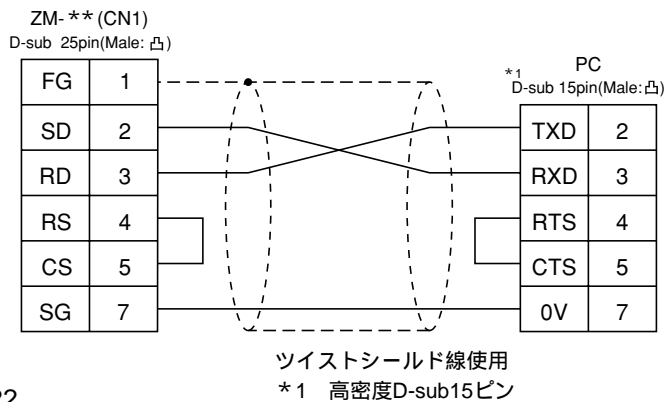 ZM-**(CN1)
D-sub 25pin(Male:凸)
PC
*1 D-sub 15pin(Male:凸)
FG 1
SD 2 TXD 2
RD 3 RXD 3
RS 4 RTS 4
CS 5 CTS 5
SG 7 0V 7
ツイストシールド線使用
*1 高密度D-sub15ピン